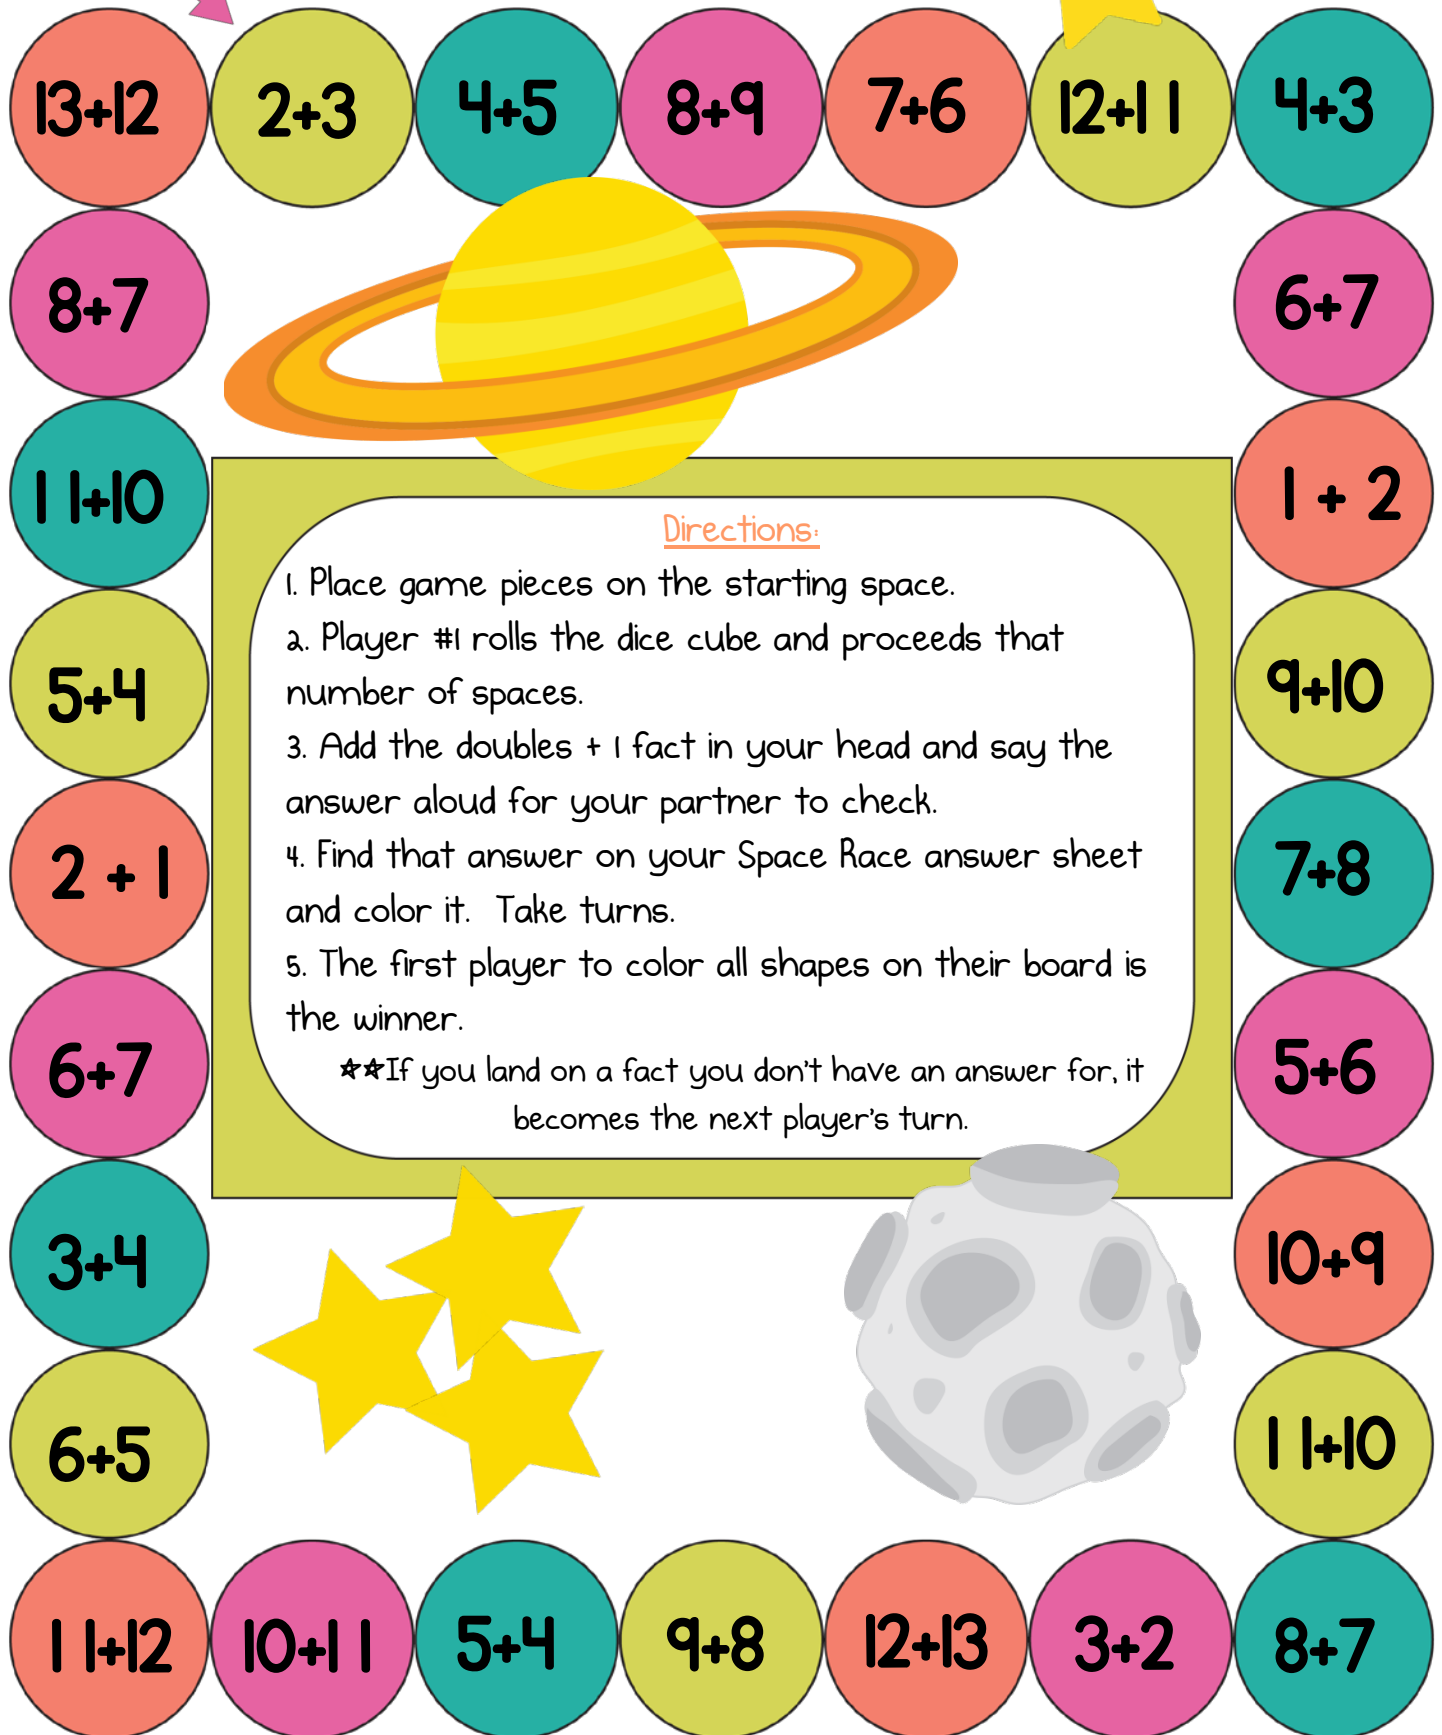 13+12
2+3
4+5
8+9
7+6
12+11
4+3
8+7
6+7
11+10
1 + 2
Directions:
1. Place game pieces on the starting space.
2. Player #1 rolls the dice cube and proceeds that
number of spaces.
3. Add the doubles + 1 fact in your head and say the
answer aloud for your partner to check.
4. Find that answer on your Space Race answer sheet
and color it. Take turns.
5. The first player to color all shapes on their board is
the winner.
**If you land on a fact you don't have an answer for, it
becomes the next player's turn.
5+4
9+10
2 + 1
7+8
6+7
5+6
3+4
10+9
6+5
11+10
11+12
10+11
5+4
9+8
12+13
3+2
8+7